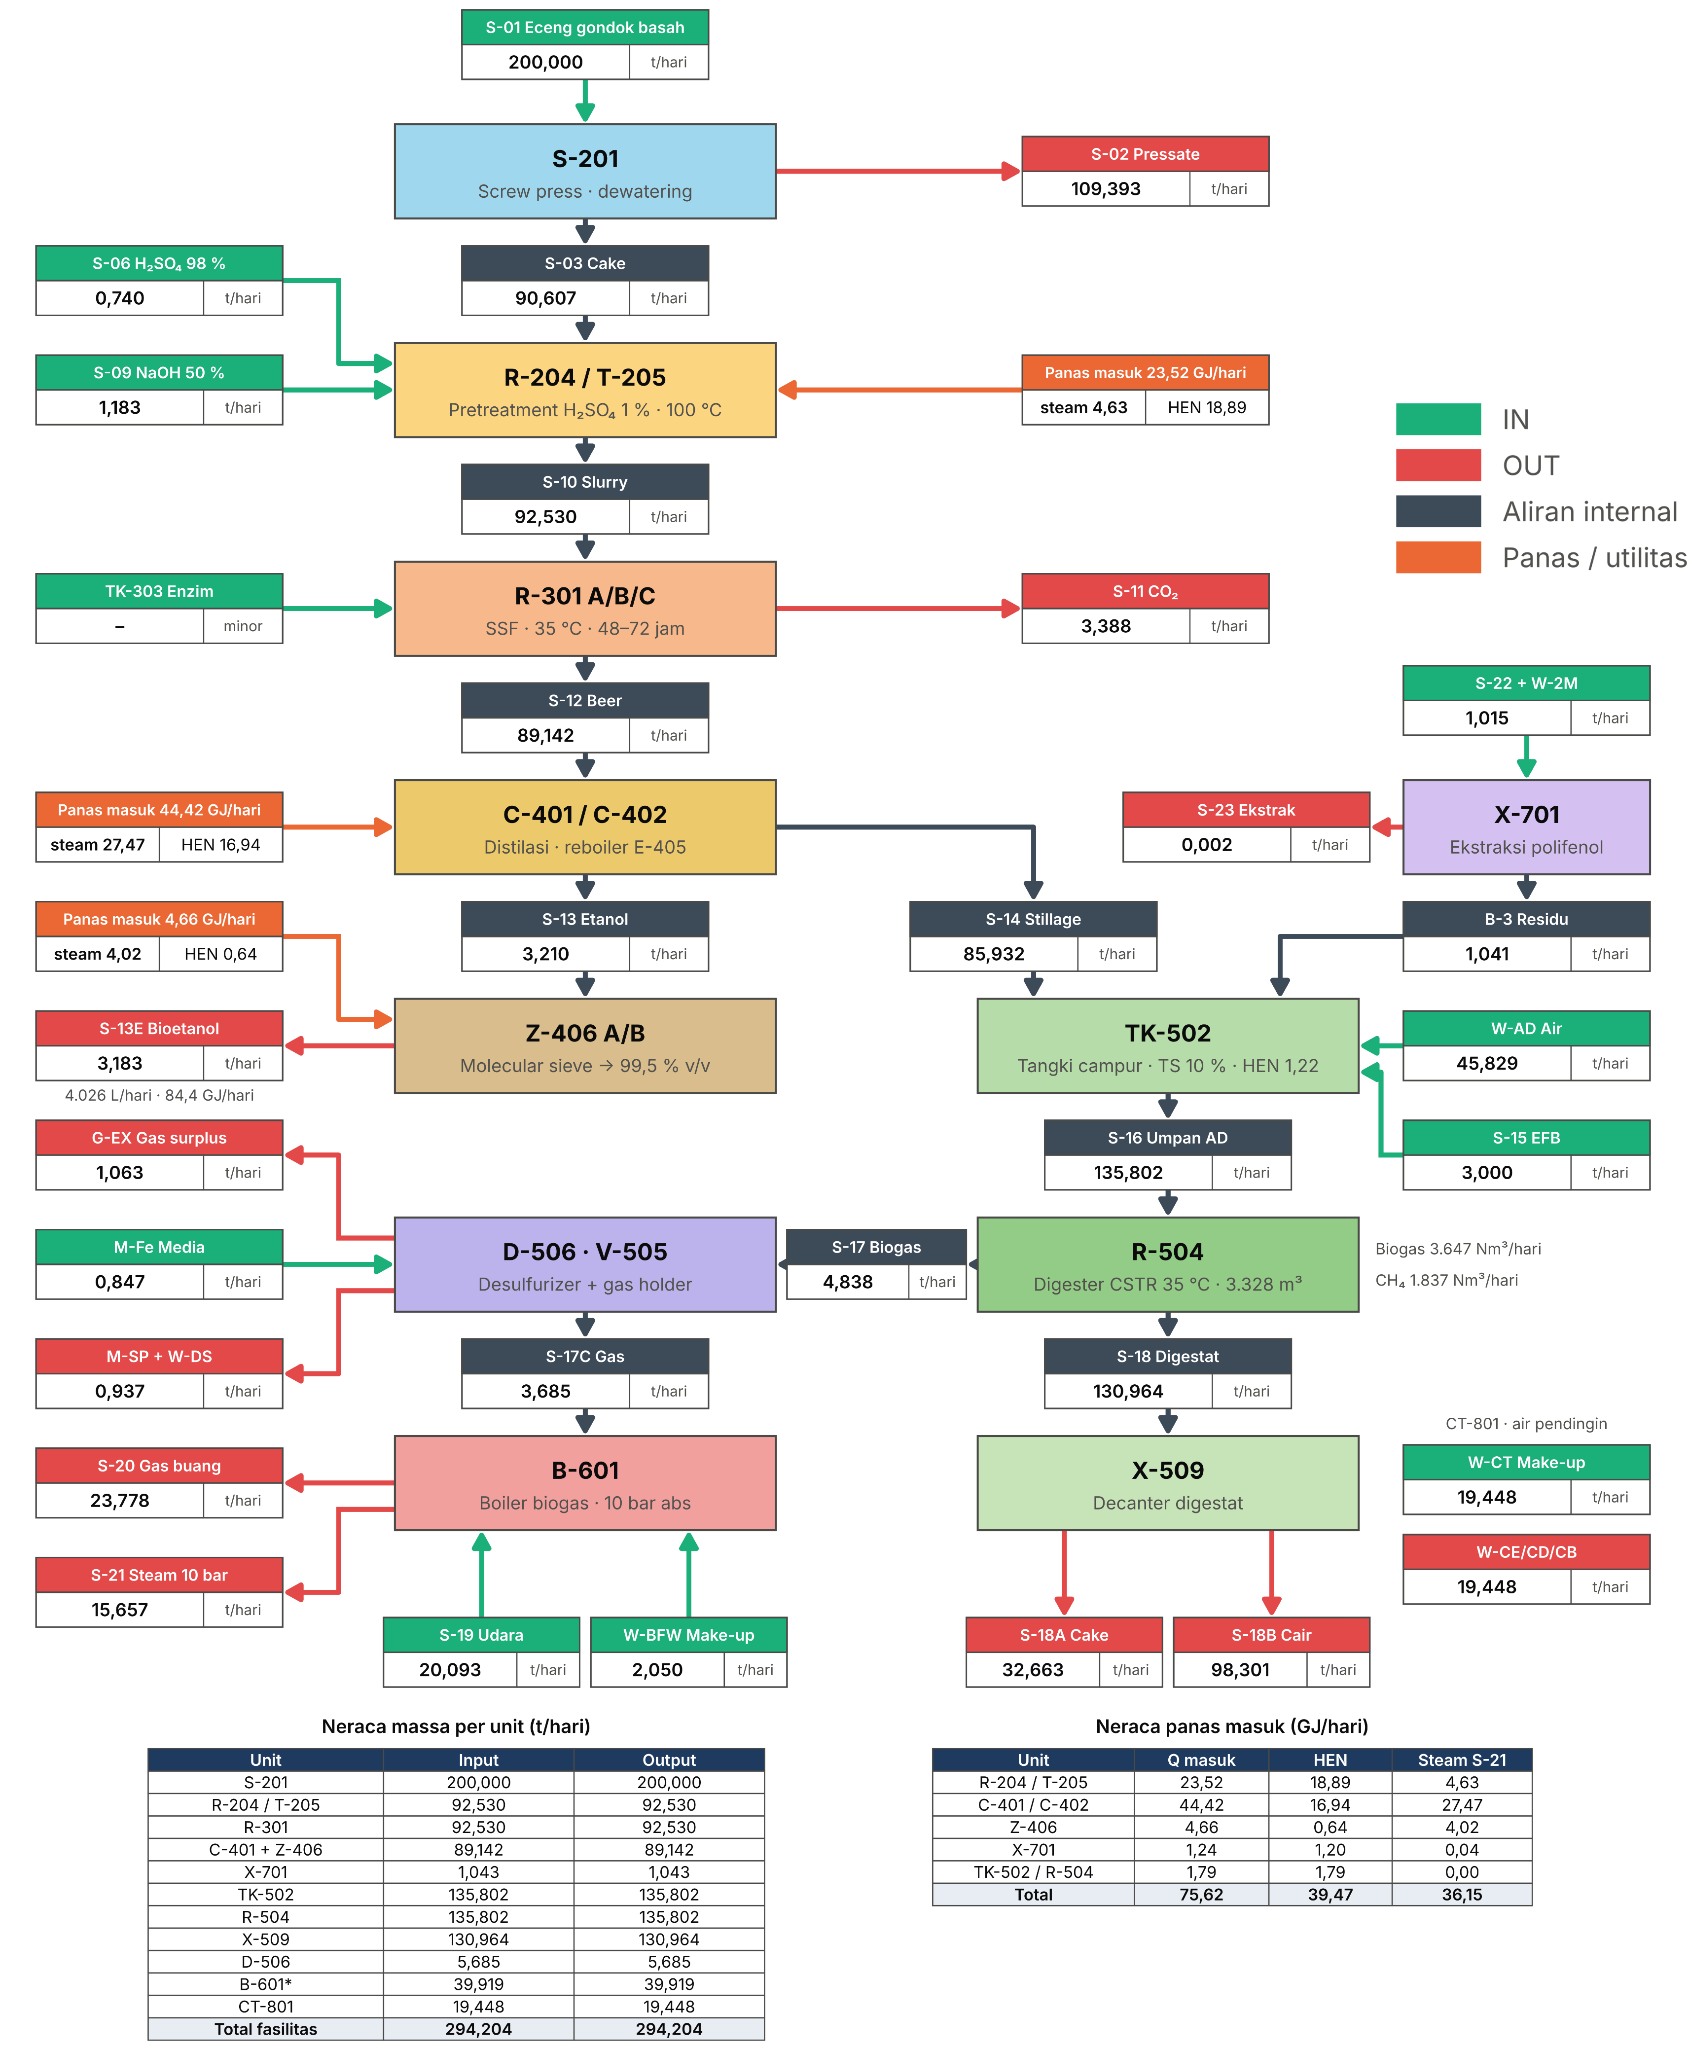 S-01 Eceng gondok basah
200,000 t/hari
S-201
Screw press · dewatering
S-02 Pressate
109,393 t/hari
S-06 H₂SO₄ 98 %
0,740 t/hari
S-03 Cake
90,607 t/hari
S-09 NaOH 50 %
1,183 t/hari
R-204 / T-205
Pretreatment H₂SO₄ 1 % · 100 °C
Panas masuk 23,52 GJ/hari
steam 4,63 HEN 18,89
IN
OUT
Aliran internal
Panas / utilitas
S-10 Slurry
92,530 t/hari
TK-303 Enzim
– minor
R-301 A/B/C
SSF · 35 °C · 48–72 jam
S-11 CO₂
3,388 t/hari
S-12 Beer
89,142 t/hari
S-22 + W-2M
1,015 t/hari
Panas masuk 44,42 GJ/hari
steam 27,47 HEN 16,94
C-401 / C-402
Distilasi · reboiler E-405
S-23 Ekstrak
0,002 t/hari
X-701
Ekstraksi polifenol
Panas masuk 4,66 GJ/hari
steam 4,02 HEN 0,64
S-13 Etanol
3,210 t/hari
S-14 Stillage
85,932 t/hari
B-3 Residu
1,041 t/hari
S-13E Bioetanol
3,183 t/hari
4.026 L/hari · 84,4 GJ/hari
Z-406 A/B
Molecular sieve → 99,5 % v/v
TK-502
Tangki campur · TS 10 % · HEN 1,22
W-AD Air
45,829 t/hari
G-EX Gas surplus
1,063 t/hari
S-16 Umpan AD
135,802 t/hari
S-15 EFB
3,000 t/hari
M-Fe Media
0,847 t/hari
D-506 · V-505
Desulfurizer + gas holder
S-17 Biogas
4,838 t/hari
R-504
Digester CSTR 35 °C · 3.328 m³
Biogas 3.647 Nm³/hari
CH₄ 1.837 Nm³/hari
M-SP + W-DS
0,937 t/hari
S-17C Gas
3,685 t/hari
S-18 Digestat
130,964 t/hari
S-20 Gas buang
23,778 t/hari
B-601
Boiler biogas · 10 bar abs
X-509
Decanter digestat
CT-801 · air pendingin
W-CT Make-up
19,448 t/hari
W-CE/CD/CB
19,448 t/hari
S-21 Steam 10 bar
15,657 t/hari
S-19 Udara
20,093 t/hari
W-BFW Make-up
2,050 t/hari
S-18A Cake
32,663 t/hari
S-18B Cair
98,301 t/hari
Neraca massa per unit (t/hari)
Unit Input Output
S-201 200,000 200,000
R-204 / T-205 92,530 92,530
R-301 92,530 92,530
C-401 + Z-406 89,142 89,142
X-701 1,043 1,043
TK-502 135,802 135,802
R-504 135,802 135,802
X-509 130,964 130,964
D-506 5,685 5,685
B-601* 39,919 39,919
CT-801 19,448 19,448
Total fasilitas 294,204 294,204
Neraca panas masuk (GJ/hari)
Unit Q masuk HEN Steam S-21
R-204 / T-205 23,52 18,89 4,63
C-401 / C-402 44,42 16,94 27,47
Z-406 4,66 0,64 4,02
X-701 1,24 1,20 0,04
TK-502 / R-504 1,79 1,79 0,00
Total 75,62 39,47 36,15